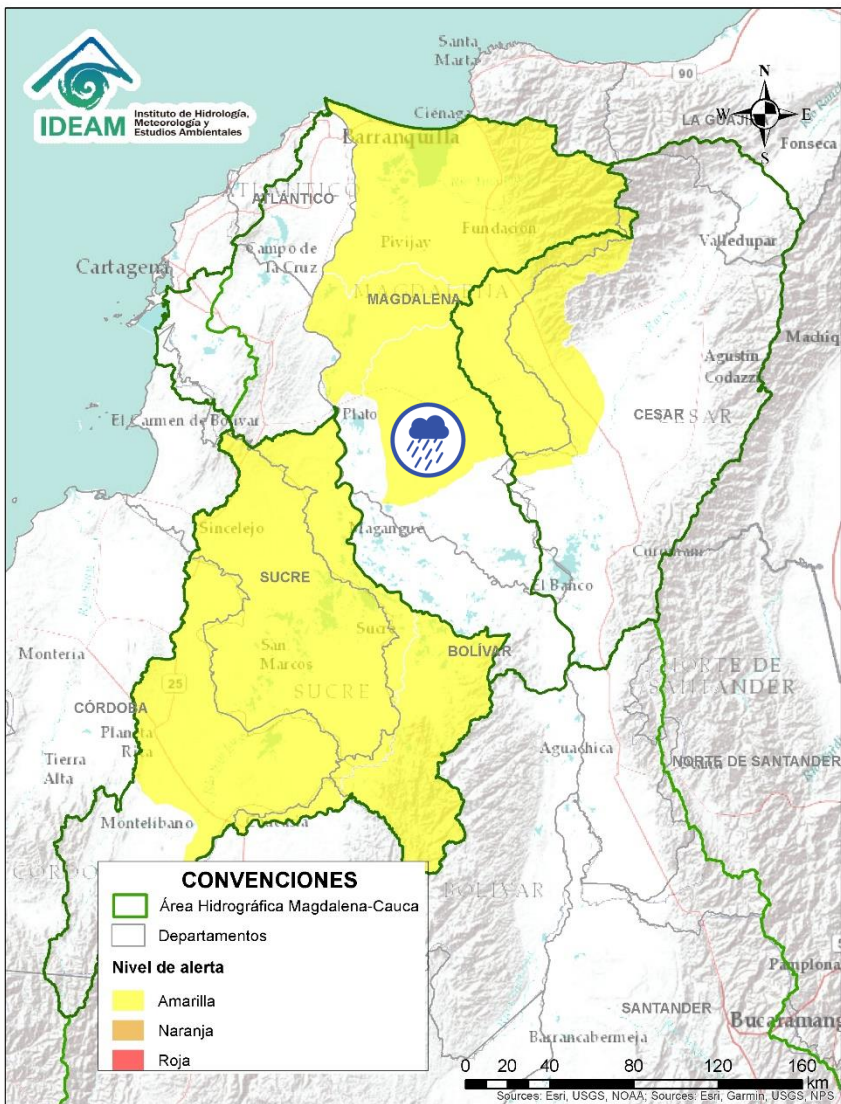 IDEAM
Instituto de Hidrología,
Meteorología y
Estudios Ambientales
Santa
Marta
90
N
W
E
S
LA GUAJIRA
Fonseca
Ciénaga
Barranquilla
ATLÁNTICO
Valledupar
Pivijay
Fundación
Campo de
la Cruz
Cartagena
MAGDALENA
Agustín
Codazzi
CESAR
CESAR
Plato
El Carmen de Bolívar
Magangue
Sincelejo
El Banco
SUCRE
Sucre
San
Marcos
SUCRE
BOLÍVAR
Montería
25
CÓRDOBA
Planeta
Rica
Tierra
Alta
Aguachica
NORTE DE
SANTANDER
NORTE DE SANTANDER
Montelibano
BOLÍVAR
CONVENCIONES
Área Hidrográfica Magdalena-Cauca
Departamentos
Nivel de alerta
Amarilla
Naranja
Roja
Pamplona
SANTANDER
Bucaramang
Barrancabermeja
0 20 40 80 120 160
km
Sources: Esri, USGS, NOAA; Sources: Esri, Garmin, USGS, NPS